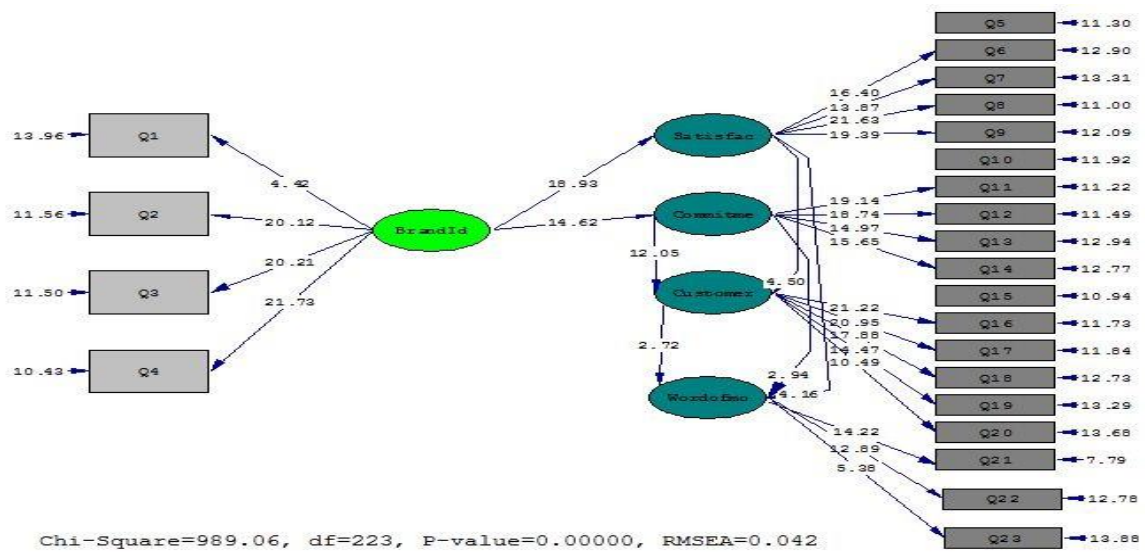 Q5 11.30
Q6 12.90
Q7 13.31
16.40
13.87
Q8 11.00
21.63
13.96 Q1 Satisfac 19.39 Q9 12.09
Q10 11.92
4.42 18.93
Q11 11.22
19.14
11.56 Q2 Commitme 18.74 Q12 11.49
20.12 BrandId 14.62
14.97
Q13 12.94
15.65
12.05
20.21 Q14 12.77
4.50
11.50 Q3 Customer Q15 10.94
21.73 21.22
Q16 11.73
20.95
17.88
Q17 11.84
2.72 14.47
10.49
10.43 Q4 2.94 Q18 12.73
Wordofmo 4.16 Q19 13.29
14.22 Q20 13.68
12.89
Q21 7.79
5.38
Q22 12.78
Q23 13.88
Chi-Square=989.06, df=223, P-value=0.00000, RMSEA=0.042